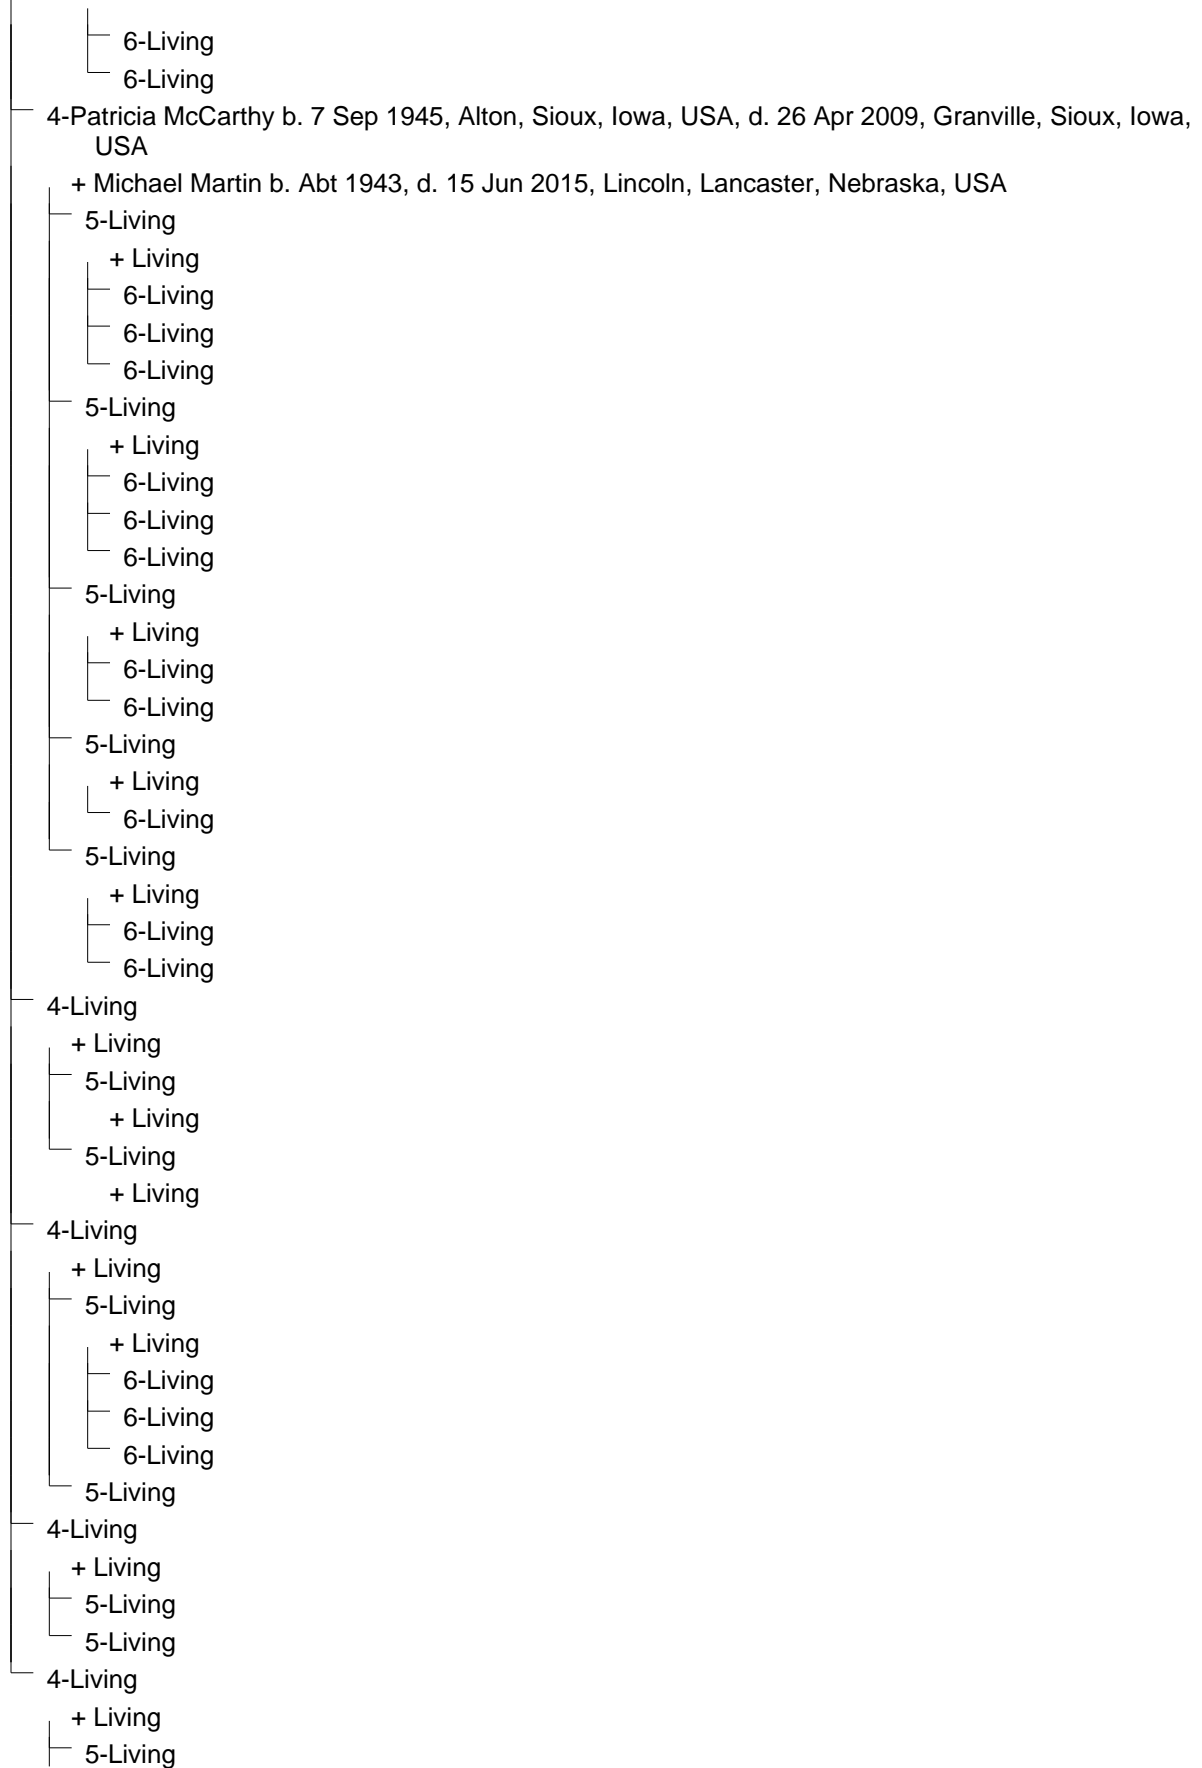 6-Living
6-Living
4-Patricia McCarthy b. 7 Sep 1945, Alton, Sioux, Iowa, USA, d. 26 Apr 2009, Granville, Sioux, Iowa,
USA
+ Michael Martin b. Abt 1943, d. 15 Jun 2015, Lincoln, Lancaster, Nebraska, USA
5-Living
+ Living
6-Living
6-Living
6-Living
5-Living
+ Living
6-Living
6-Living
6-Living
5-Living
+ Living
6-Living
6-Living
5-Living
+ Living
6-Living
5-Living
+ Living
6-Living
6-Living
4-Living
+ Living
5-Living
+ Living
5-Living
+ Living
4-Living
+ Living
5-Living
+ Living
6-Living
6-Living
6-Living
5-Living
4-Living
+ Living
5-Living
5-Living
4-Living
+ Living
5-Living